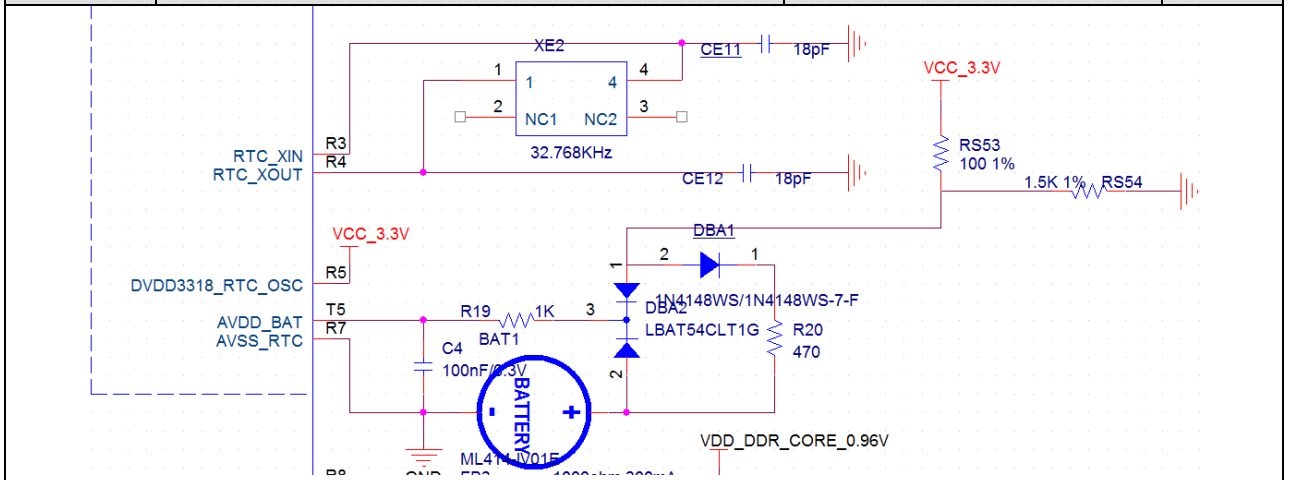 XE2
CE11
18pF
1
1
4
4
2
NC1
NC2
3
32.768KHz
VCC_3.3V
RS53
100 1%
1.5K 1%
RS54
RTC_XIN
R3
RTC_XOUT
R4
CE12
18pF
VCC_3.3V
DVDD3318_RTC_OSC
R5
DBA1
2
1
1
1N4148WS/1N4148WS-7-F
DBA2
LBAT54CLT1G
AVDD_BAT
T5
R19
1K
3
AVSS_RTC
R7
BAT1
R20
470
C4
100nF/6.3V
2
BATTERY
-
+
VDD_DDR_CORE_0.96V